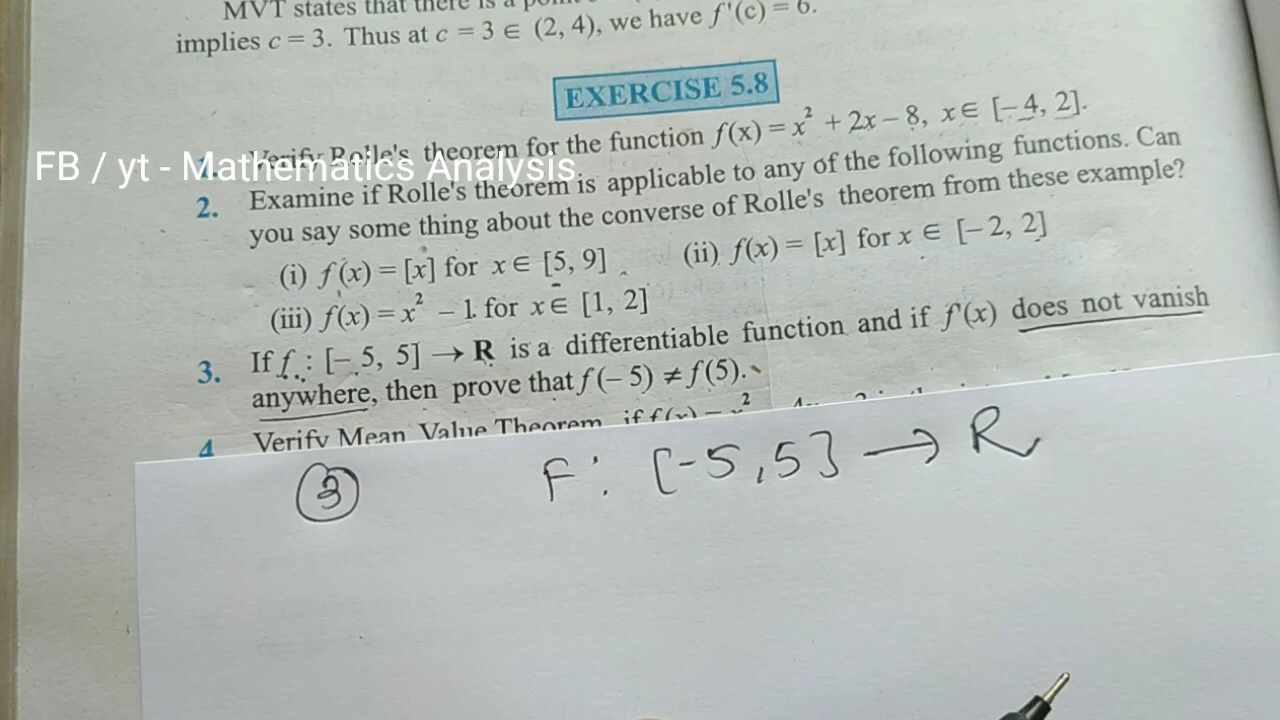 MVT states that there is a
implies c = 3. Thus at c = 3 ∈ (2, 4), we have f'(c) = 6.
EXERCISE 5.8
1. Verify Rolle's theorem for the function f(x) = x² + 2x – 8, x ∈ [– 4, 2].
FB / yt - Mathematics Analysis
2. Examine if Rolle's theorem is applicable to any of the following functions. Can
you say some thing about the converse of Rolle's theorem from these example?
(i) f(x) = [x] for x ∈ [5, 9] (ii) f(x) = [x] for x ∈ [– 2, 2]
(iii) f(x) = x² – 1 for x ∈ [1, 2]
3. If f : [– 5, 5] → R is a differentiable function and if f'(x) does not vanish
anywhere, then prove that f(– 5) ≠ f(5).
4 Verify Mean Value Theorem, if f(x) = x²
③ F : [-5, 5] → R